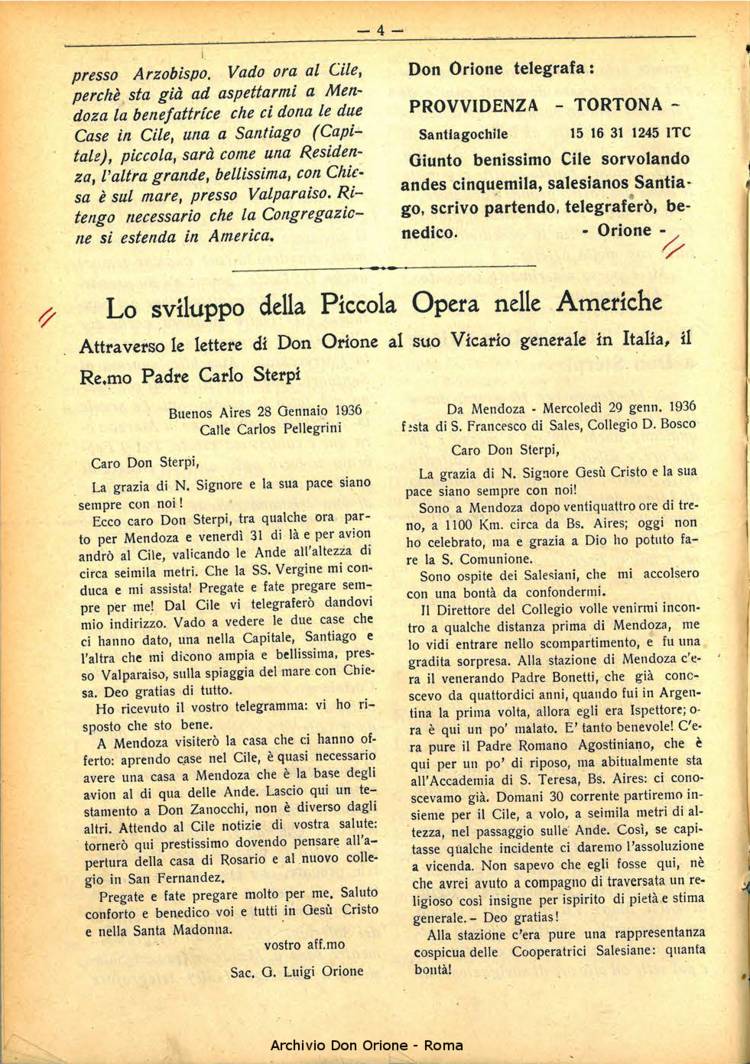 — 4 —
presso Arzobispo. Vado ora al Cile,
perchè sta già ad aspettarmi a Men-
doza la benefattrice che ci dona le due
Case in Cile, una a Santiago (Capi-
tale), piccola, sarà come una Residen-
za, l'altra grande, bellissima, con Chie-
sa è sul mare, presso Valparaiso. Ri-
tengo necessario che la Congregazio-
ne si estenda in America.
Don Orione telegrafa :
PROVVIDENZA - TORTONA -
Santiagochile 15 16 31 1245 ITC
Giunto benissimo Cile sorvolando
andes cinquemila, salesianos Santia-
go, scrivo partendo, telegraferò, be-
nedico. - Orione -
Lo sviluppo della Piccola Opera nelle Americhe
Attraverso le lettere di Don Orione al suo Vicario generale in Italia, il
Re.mo Padre Carlo Sterpi
Buenos Aires 28 Gennaio 1936
Calle Carlos Pellegrini
Caro Don Sterpi,
La grazia di N. Signore e la sua pace siano
sempre con noi !
Ecco caro Don Sterpi, tra qualche ora par-
to per Mendoza e venerdì 31 di là e per avion
andrò al Cile, valicando le Ande all'altezza di
circa seimila metri. Che la SS. Vergine mi con-
duca e mi assista! Pregate e fate pregare sem-
pre per me! Dal Cile vi telegraferò dandovi
mio indirizzo. Vado a vedere le due case che
ci hanno dato, una nella Capitale, Santiago e
l'altra che mi dicono ampia e bellissima, pres-
so Valparaiso, sulla spiaggia del mare con Chie-
sa. Deo gratias di tutto.
Ho ricevuto il vostro telegramma: vi ho ri-
sposto che sto bene.
A Mendoza visiterò la casa che ci hanno of-
ferto: aprendo case nel Cile, è quasi necessario
avere una casa a Mendoza che è la base degli
avion al di qua delle Ande. Lascio qui un te-
stamento a Don Zanocchi, non è diverso dagli
altri. Attendo al Cile notizie di vostra salute:
tornerò qui prestissimo dovendo pensare all'a-
pertura della casa di Rosario e al nuovo colle-
gio in San Fernandez.
Pregate e fate pregare molto per me. Saluto
conforto e benedico voi e tutti in Gesù Cristo
e nella Santa Madonna.
vostro aff.mo
Sac. G. Luigi Orione
Da Mendoza - Mercoledì 29 genn. 1936
festa di S. Francesco di Sales, Collegio D. Bosco
Caro Don Sterpi,
La grazia di N. Signore Gesù Cristo e la sua
pace siano sempre con noi!
Sono a Mendoza dopo ventiquattro ore di tre-
no, a 1100 Km. circa da Bs. Aires; oggi non
ho celebrato, ma e grazia a Dio ho potuto fa-
re la S. Comunione.
Sono ospite dei Salesiani, che mi accolsero
con una bontà da confondermi.
Il Direttore del Collegio volle venirmi incon-
tro a qualche distanza prima di Mendoza, me
lo vidi entrare nello scompartimento, e fu una
gradita sorpresa. Alla stazione di Mendoza c'e-
ra il venerando Padre Bonetti, che già cono-
scevo da quattordici anni, quando fui in Argen-
tina la prima volta, allora egli era Ispettore; o-
ra è qui un po' malato. E' tanto benevole! C'e-
ra pure il Padre Romano Agostiniano, che è
qui per un po' di riposo, ma abitualmente sta
all'Accademia di S. Teresa, Bs. Aires: ci cono-
scevamo già. Domani 30 corrente partiremo in-
sieme per il Cile, a volo, a seimila metri di al-
tezza, nel passaggio sulle Ande. Così, se capi-
tasse qualche incidente ci daremo l'assoluzione
a vicenda. Non sapevo che egli fosse qui, nè
che avrei avuto a compagno di traversata un re-
ligioso così insigne per ispirito di pietà e stima
generale. - Deo gratias !
Alla stazione c'era pure una rappresentanza
cospicua delle Cooperatrici Salesiane: quanta
bontà!
Archivio Don Orione - Roma